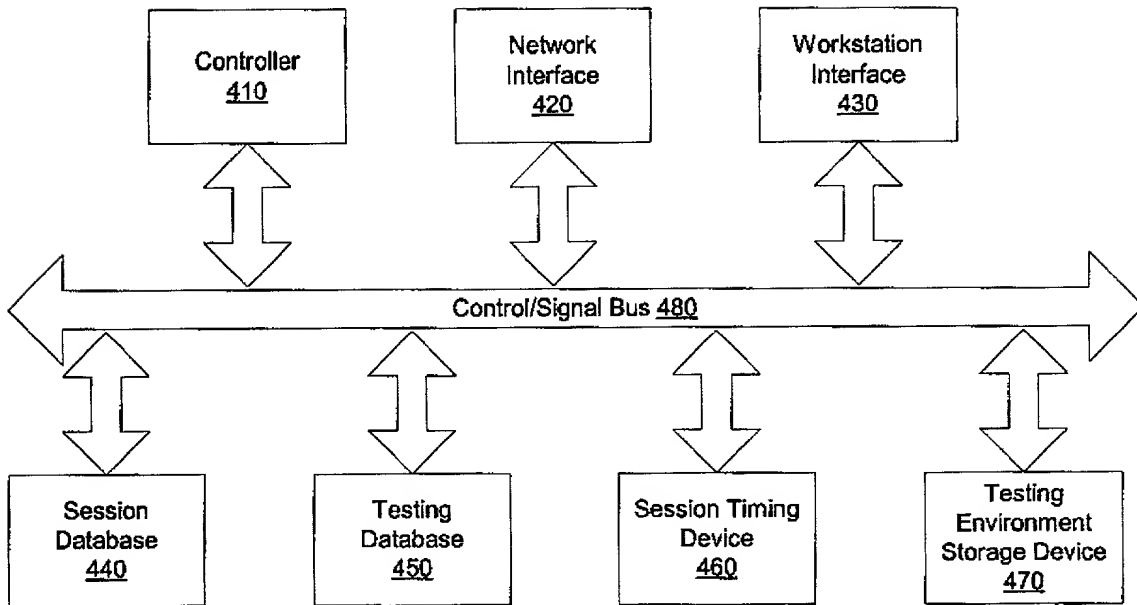 Controller
410
Network
Interface
420
Workstation
Interface
430
Control/Signal Bus 480
Session
Database
440
Testing
Database
450
Session Timing
Device
460
Testing
Environment
Storage Device
470